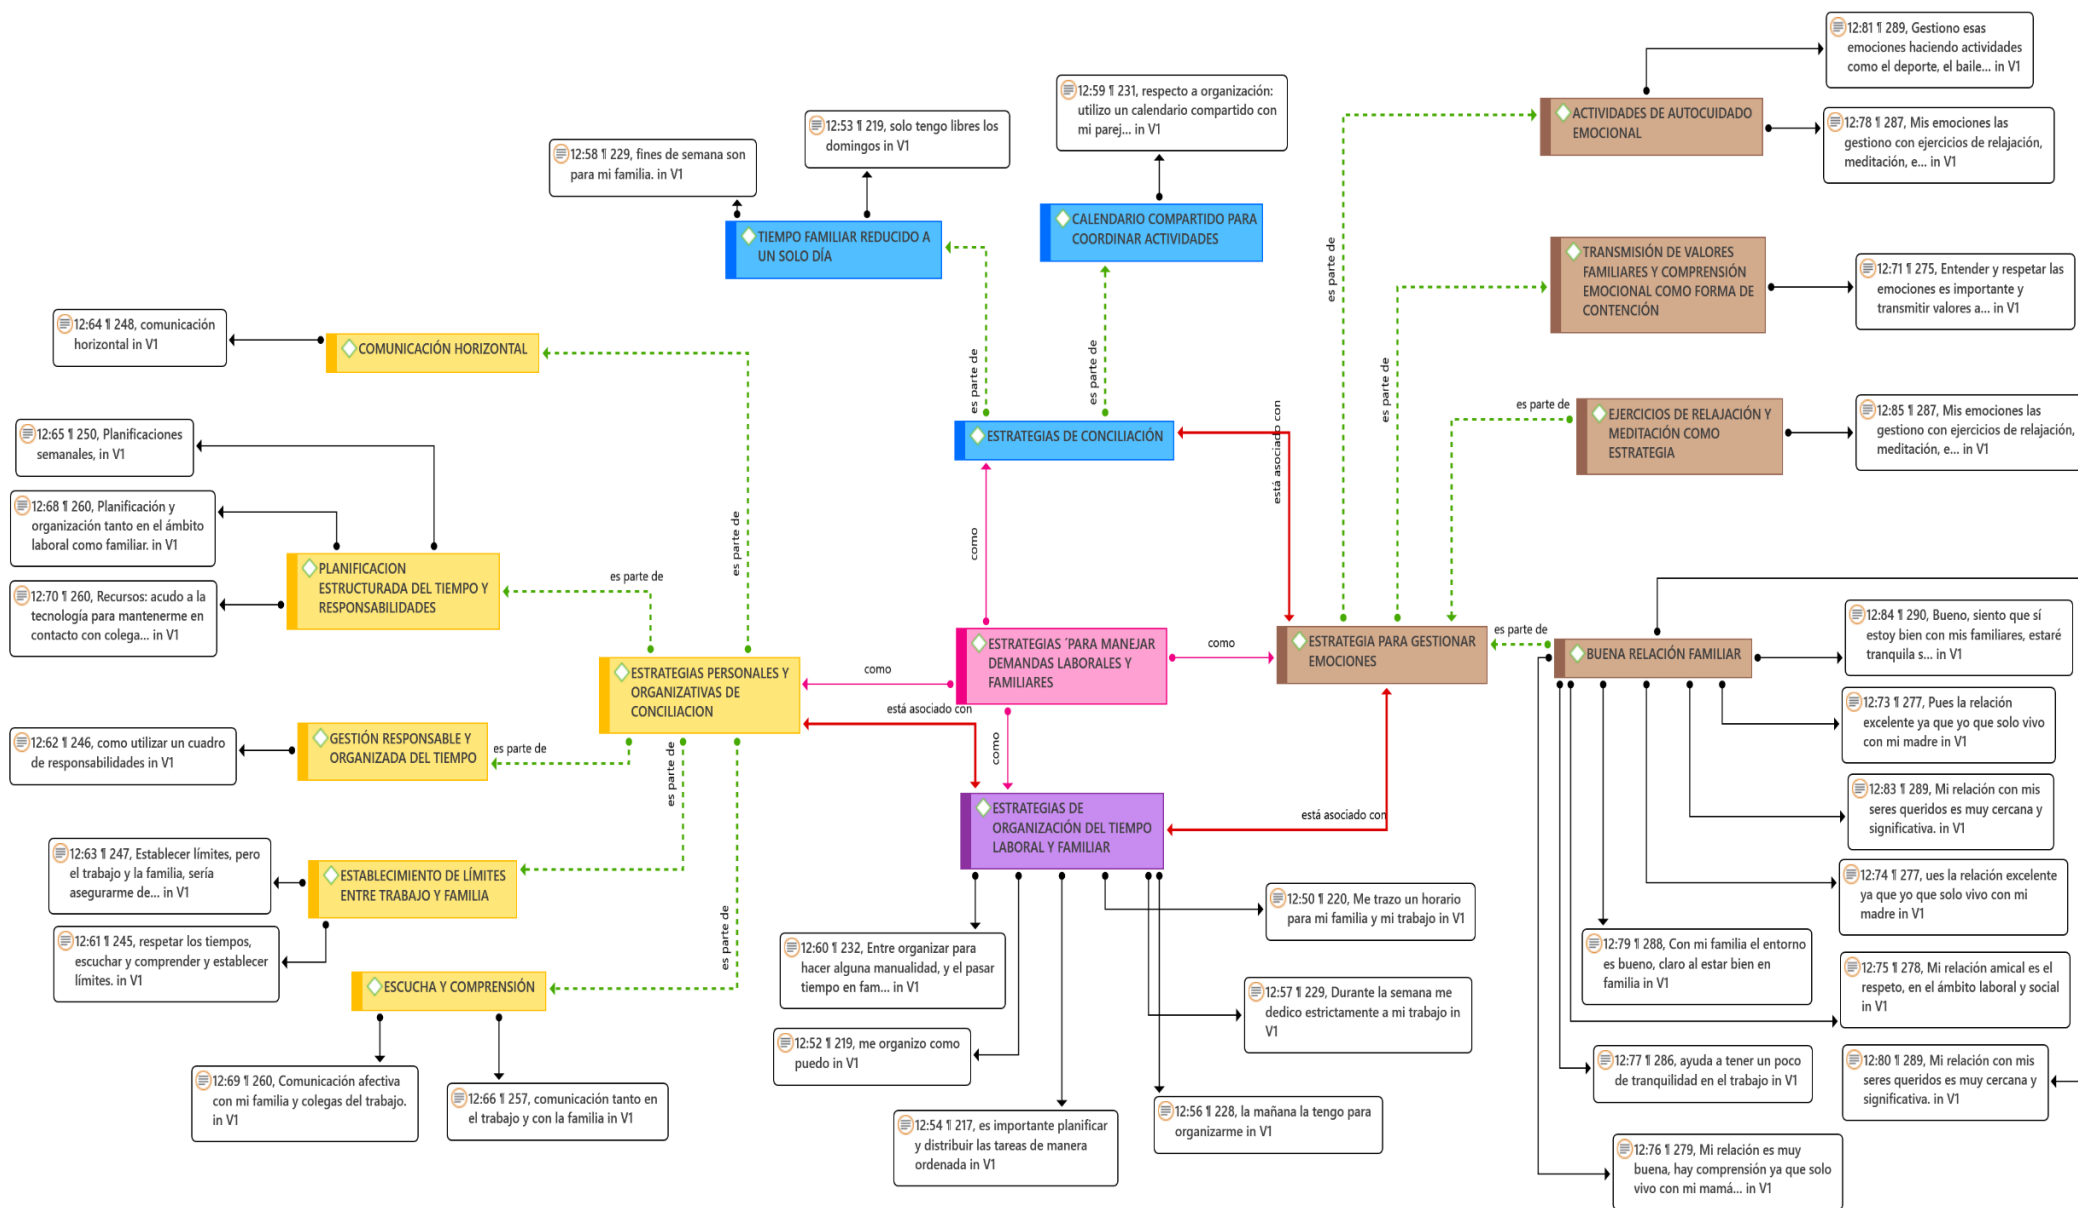 12:81 ¶ 289, Gestiono esas
emociones haciendo actividades
como el deporte, el baile... in V1
12:59 ¶ 231, respecto a organización:
utilizo un calendario compartido con
mi parej... in V1
12:53 ¶ 219, solo tengo libres los
domingos in V1
12:58 ¶ 229, fines de semana son
para mi familia. in V1
ACTIVIDADES DE AUTOCUIDADO
EMOCIONAL
12:78 ¶ 287, Mis emociones las
gestiono con ejercicios de relajación,
meditación, e... in V1
TIEMPO FAMILIAR REDUCIDO A
UN SOLO DÍA
CALENDARIO COMPARTIDO PARA
COORDINAR ACTIVIDADES
es parte de
TRANSMISIÓN DE VALORES
FAMILIARES Y COMPRENSIÓN
EMOCIONAL COMO FORMA DE
CONTENCIÓN
12:71 ¶ 275, Entender y respetar las
emociones es importante y
transmitir valores a... in V1
12:64 ¶ 248, comunicación
horizontal in V1
COMUNICACIÓN HORIZONTAL
es parte de
es parte de
es parte de
es parte de
EJERCICIOS DE RELAJACIÓN Y
MEDITACIÓN COMO
ESTRATEGIA
12:85 ¶ 287, Mis emociones las
gestiono con ejercicios de relajación,
meditación, e... in V1
12:65 ¶ 250, Planificaciones
semanales, in V1
ESTRATEGIAS DE CONCILIACIÓN
está asociado con
12:68 ¶ 260, Planificación y
organización tanto en el ámbito
laboral como familiar. in V1
es parte de
como
PLANIFICACION
ESTRUCTURADA DEL TIEMPO Y
RESPONSABILIDADES
es parte de
12:70 ¶ 260, Recursos: acudo a la
tecnología para mantenerme en
contacto con colega... in V1
ESTRATEGIAS ´PARA MANEJAR
DEMANDAS LABORALES Y
FAMILIARES
como
ESTRATEGIA PARA GESTIONAR
EMOCIONES
es parte de
BUENA RELACIÓN FAMILIAR
12:84 ¶ 290, Bueno, siento que sí
estoy bien con mis familiares, estaré
tranquila s... in V1
ESTRATEGIAS PERSONALES Y
ORGANIZATIVAS DE
CONCILIACION
como
está asociado con
como
12:73 ¶ 277, Pues la relación
excelente ya que yo que solo vivo
con mi madre in V1
12:62 ¶ 246, como utilizar un cuadro
de responsabilidades in V1
GESTIÓN RESPONSABLE Y
ORGANIZADA DEL TIEMPO
es parte de
es parte de
ESTRATEGIAS DE
ORGANIZACIÓN DEL TIEMPO
LABORAL Y FAMILIAR
está asociado con
12:83 ¶ 289, Mi relación con mis
seres queridos es muy cercana y
significativa. in V1
12:63 ¶ 247, Establecer límites, pero
el trabajo y la familia, sería
asegurarme de... in V1
ESTABLECIMIENTO DE LÍMITES
ENTRE TRABAJO Y FAMILIA
12:74 ¶ 277, ues la relación excelente
ya que yo que solo vivo con mi
madre in V1
12:50 ¶ 220, Me trazo un horario
para mi familia y mi trabajo in V1
12:61 ¶ 245, respetar los tiempos,
escuchar y comprender y establecer
límites. in V1
es parte de
12:60 ¶ 232, Entre organizar para
hacer alguna manualidad, y el pasar
tiempo en fam... in V1
12:79 ¶ 288, Con mi familia el entorno
es bueno, claro al estar bien en
familia in V1
12:75 ¶ 278, Mi relación amical es el
respeto, en el ámbito laboral y social
in V1
ESCUCHA Y COMPRENSIÓN
12:57 ¶ 229, Durante la semana me
dedico estrictamente a mi trabajo in
V1
12:52 ¶ 219, me organizo como
puedo in V1
12:77 ¶ 286, ayuda a tener un poco
de tranquilidad en el trabajo in V1
12:80 ¶ 289, Mi relación con mis
seres queridos es muy cercana y
significativa. in V1
12:69 ¶ 260, Comunicación afectiva
con mi familia y colegas del trabajo.
in V1
12:66 ¶ 257, comunicación tanto en
el trabajo y con la familia in V1
12:54 ¶ 217, es importante planificar
y distribuir las tareas de manera
ordenada in V1
12:56 ¶ 228, la mañana la tengo para
organizarme in V1
12:76 ¶ 279, Mi relación es muy
buena, hay comprensión ya que solo
vivo con mi mamá... in V1